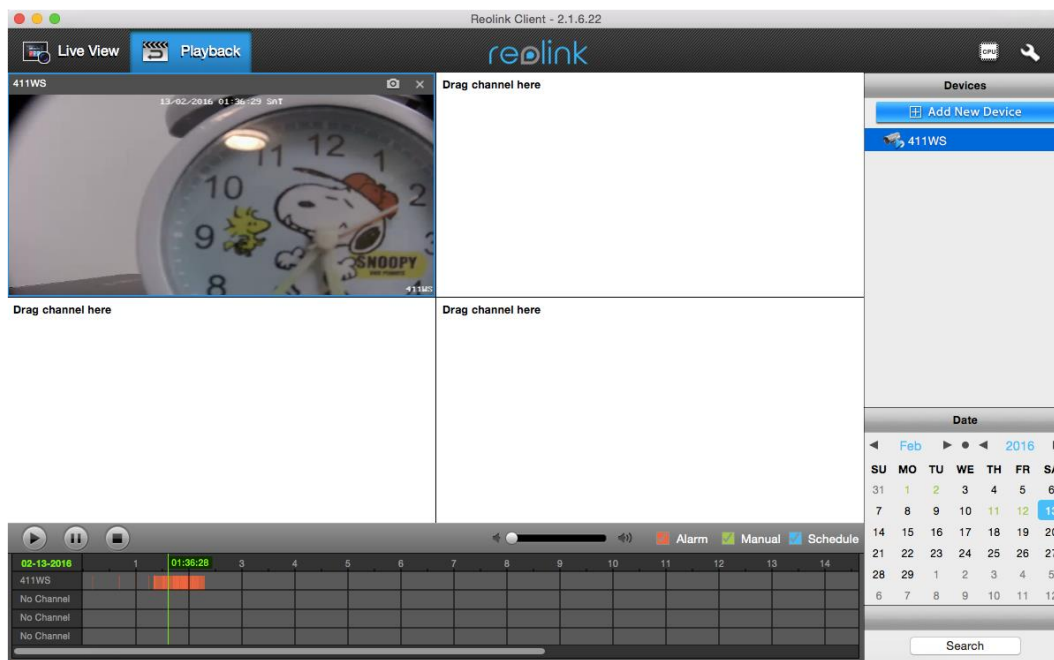 Reolink Client - 2.1.6.22
Live View Playback reolink CPU
411WS
13/02/2016 01:36:29 SAT
11 12 1
10 2
9 3
8
SNOOPY
411WS
Drag channel here
Drag channel here
Drag channel here
Devices
Add New Device
411WS
Date
Feb 2016
SU MO TU WE TH FR SA
31 1 2 3 4 5 6
7 8 9 10 11 12 13
14 15 16 17 18 19 20
21 22 23 24 25 26 27
28 29 1 2 3 4 5
6 7 8 9 10 11 12
Search
Alarm Manual Schedule
02-13-2016 1 01:36:28 3 4 5 6 7 8 9 10 11 12 13 14
411WS
No Channel
No Channel
No Channel